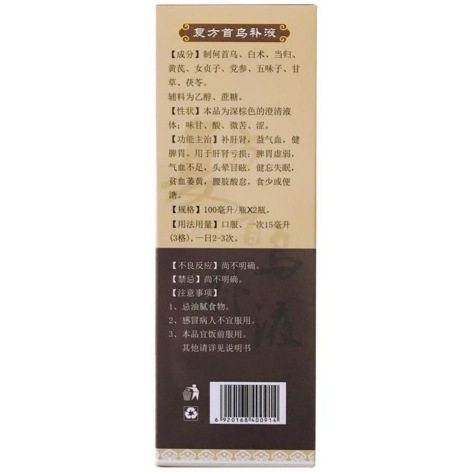 复方首乌补液
【成分】制何首乌、白术、当归、
黄芪、女贞子、党参、五味子、甘
草、茯苓。
辅料为乙醇、蔗糖。
【性状】本品为深棕色的澄清液
体；味甘、酸、微苦、涩。
【功能主治】补肝肾，益气血，健
脾胃。用于肝肾亏损；脾胃虚弱，
气血不足，头晕目眩，健忘失眠，
贫血萎黄，腰肢酸怠，食少或便
溏。
【规格】100毫升/瓶X2瓶。
【用法用量】口服、一次15毫升
(3格)，一日2-3次。
【不良反应】尚不明确。
【禁忌】尚不明确。
【注意事项】
1、忌油腻食物。
2、感冒病人不宜服用。
3、本品宜饭前服用。
其他请详见说明书
6 920168 400914